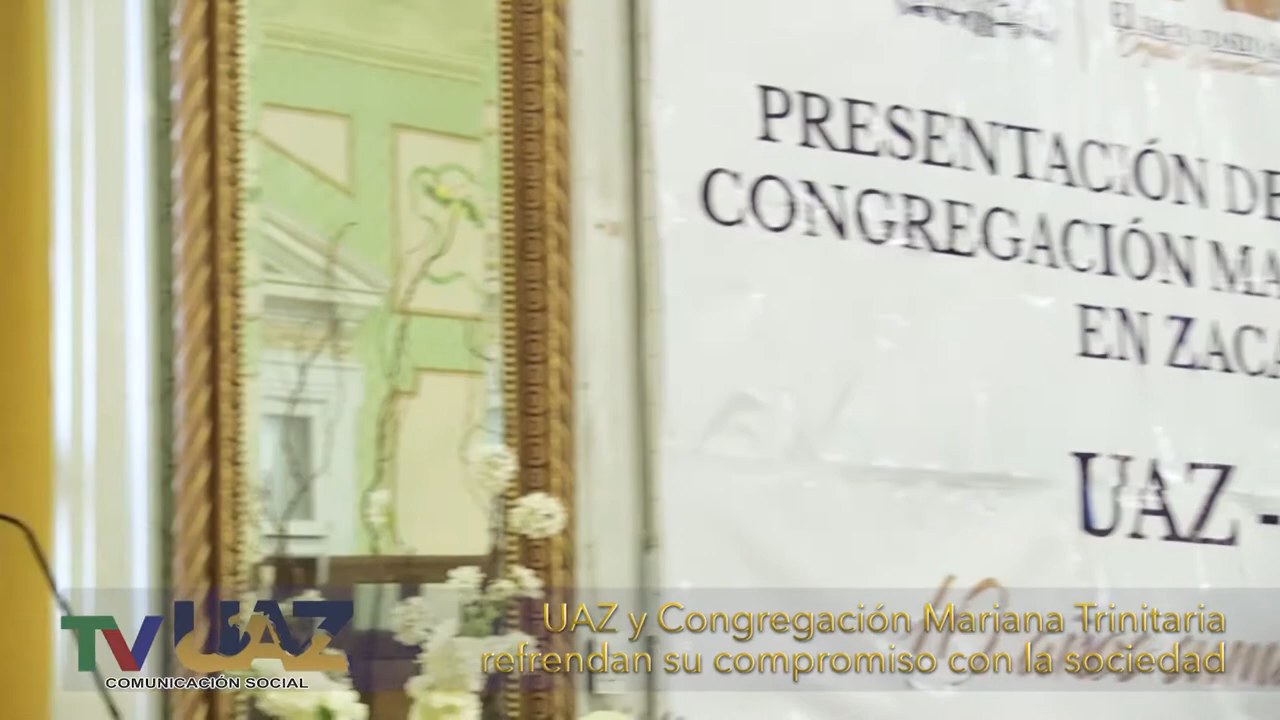 PRESENTACIÓN DE
CONGREGACIÓN MA
EN ZACA
UAZ -
TV UAZ
COMUNICACIÓN SOCIAL
UAZ y Congregación Mariana Trinitaria
refrendan su compromiso con la sociedad